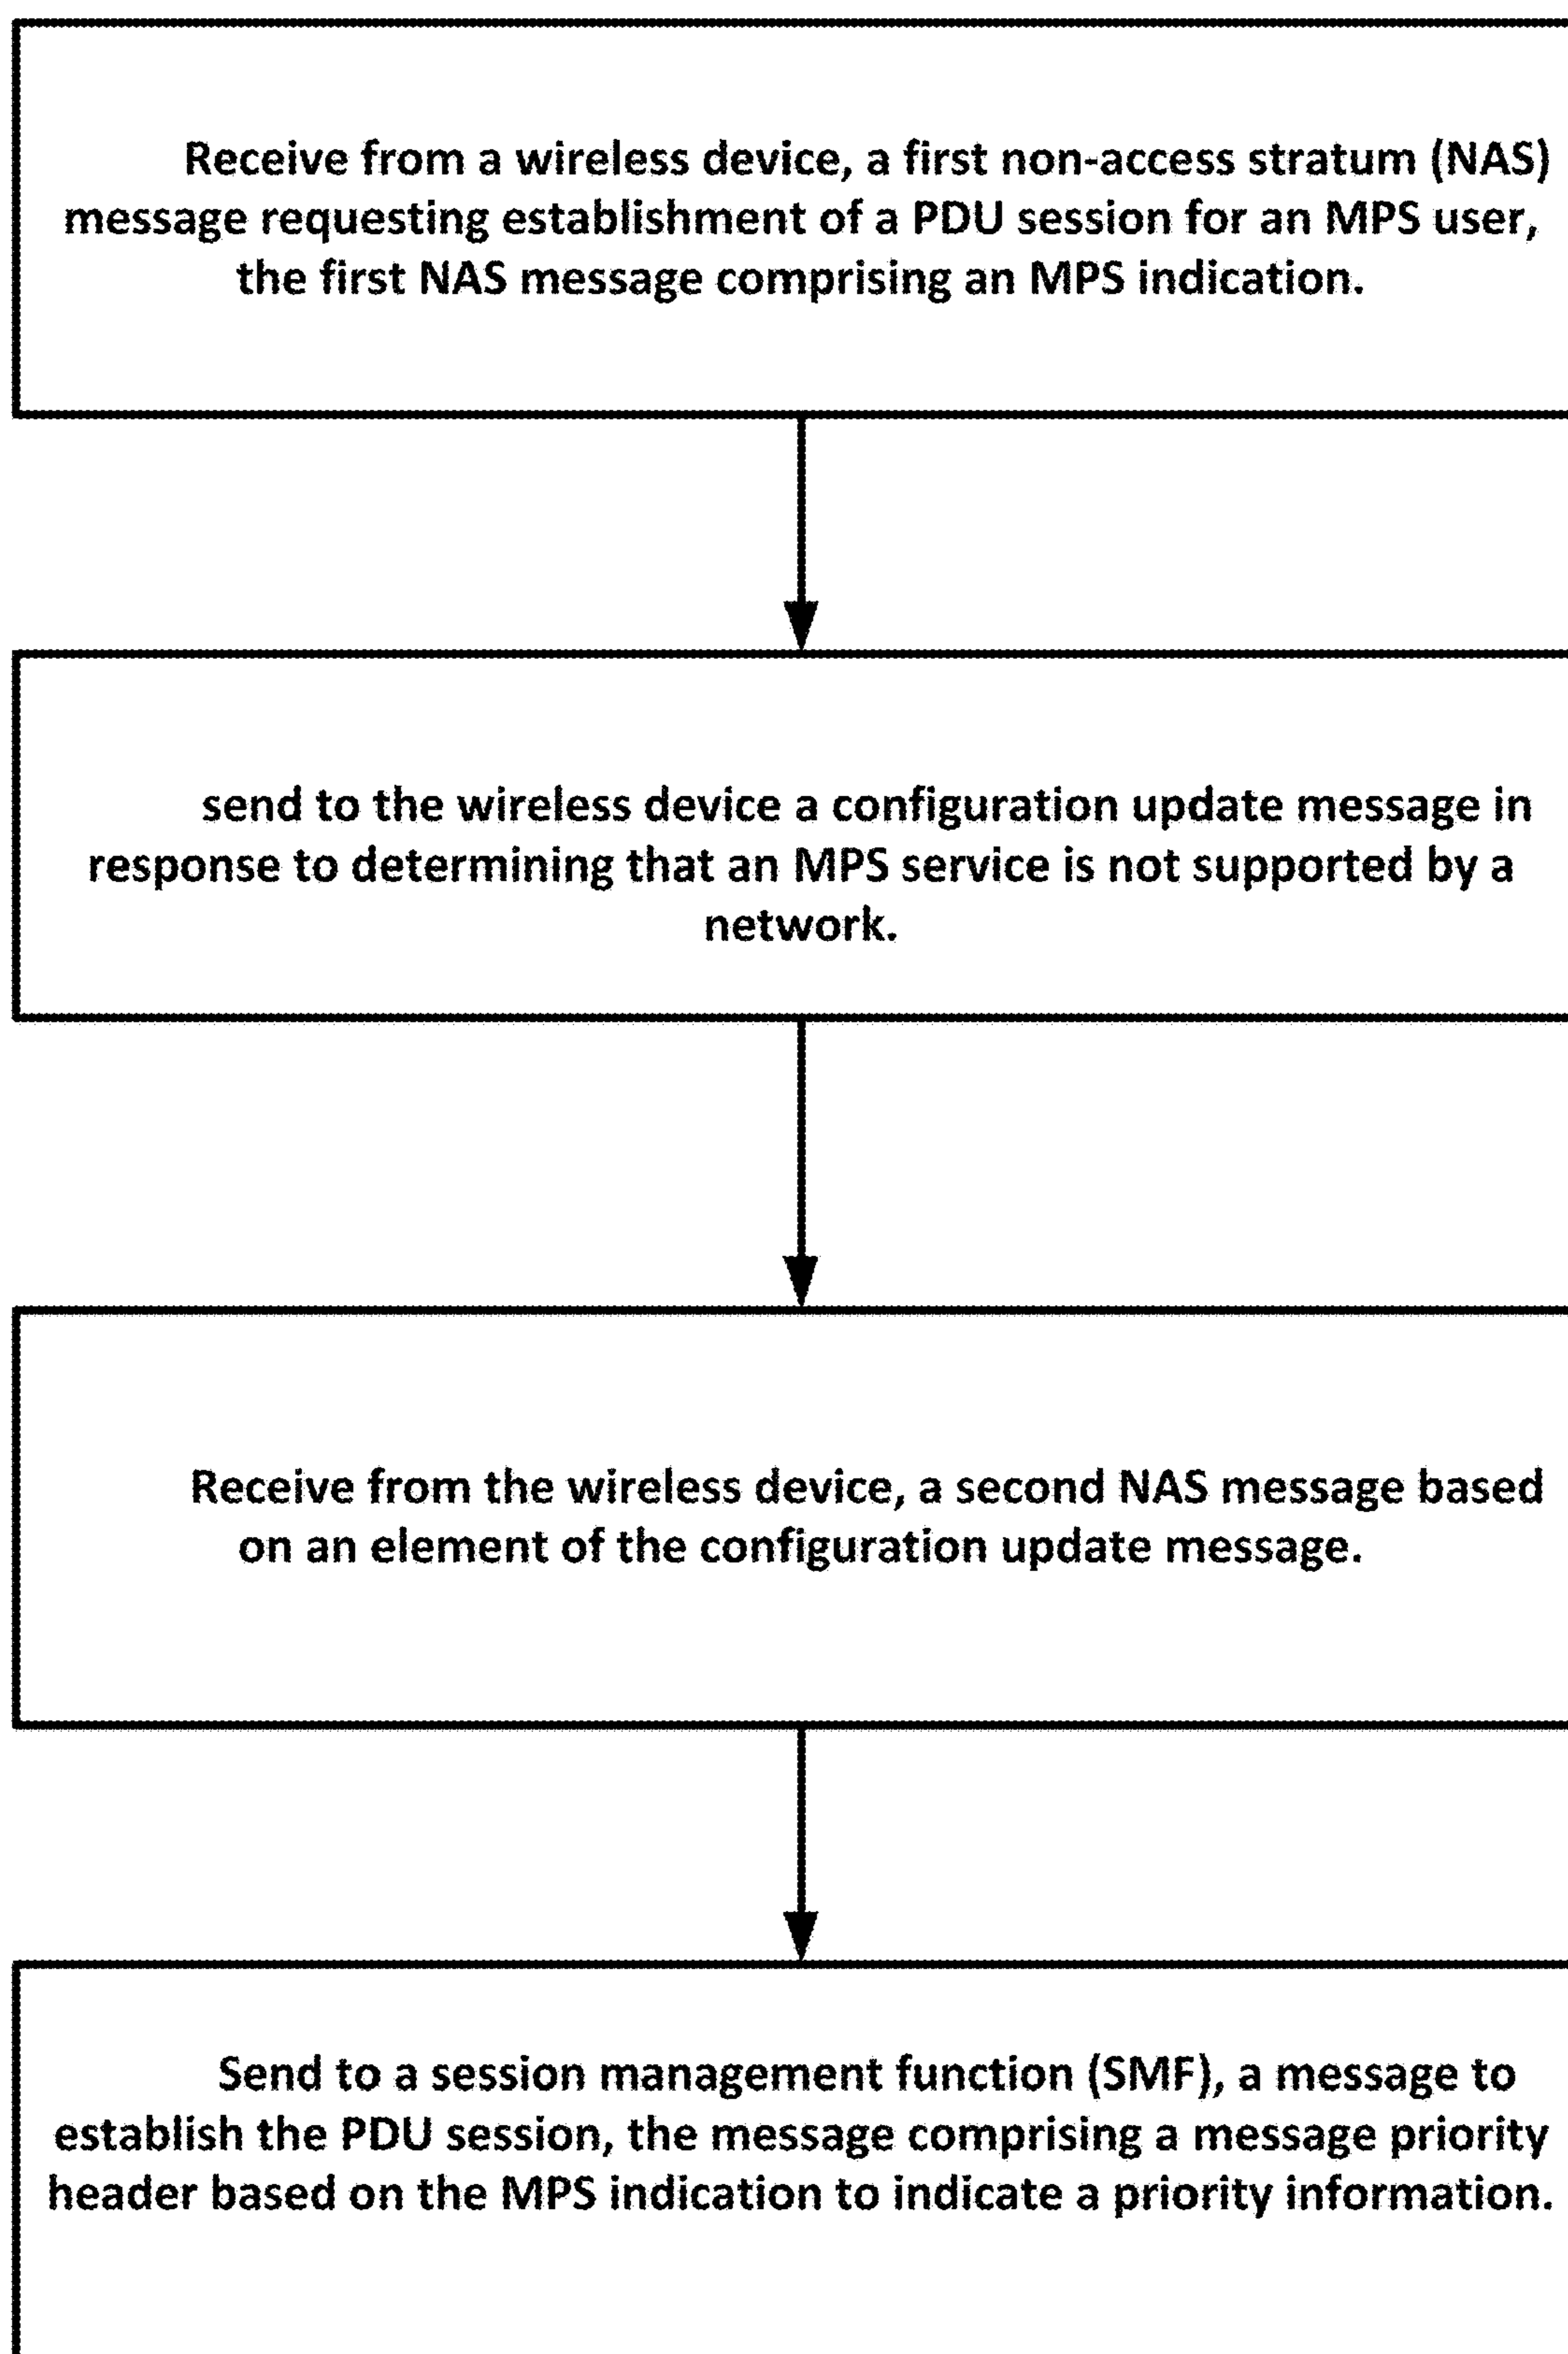 Receive from a wireless device, a first non-access stratum (NAS)
message requesting establishment of a PDU session for an MPS user,
the first NAS message comprising an MPS indication.
send to the wireless device a configuration update message in
response to determining that an MPS service is not supported by a
network.
Receive from the wireless device, a second NAS message based
on an element of the configuration update message.
Send to a session management function (SMF), a message to
establish the PDU session, the message comprising a message priority
header based on the MPS indication to indicate a priority information.